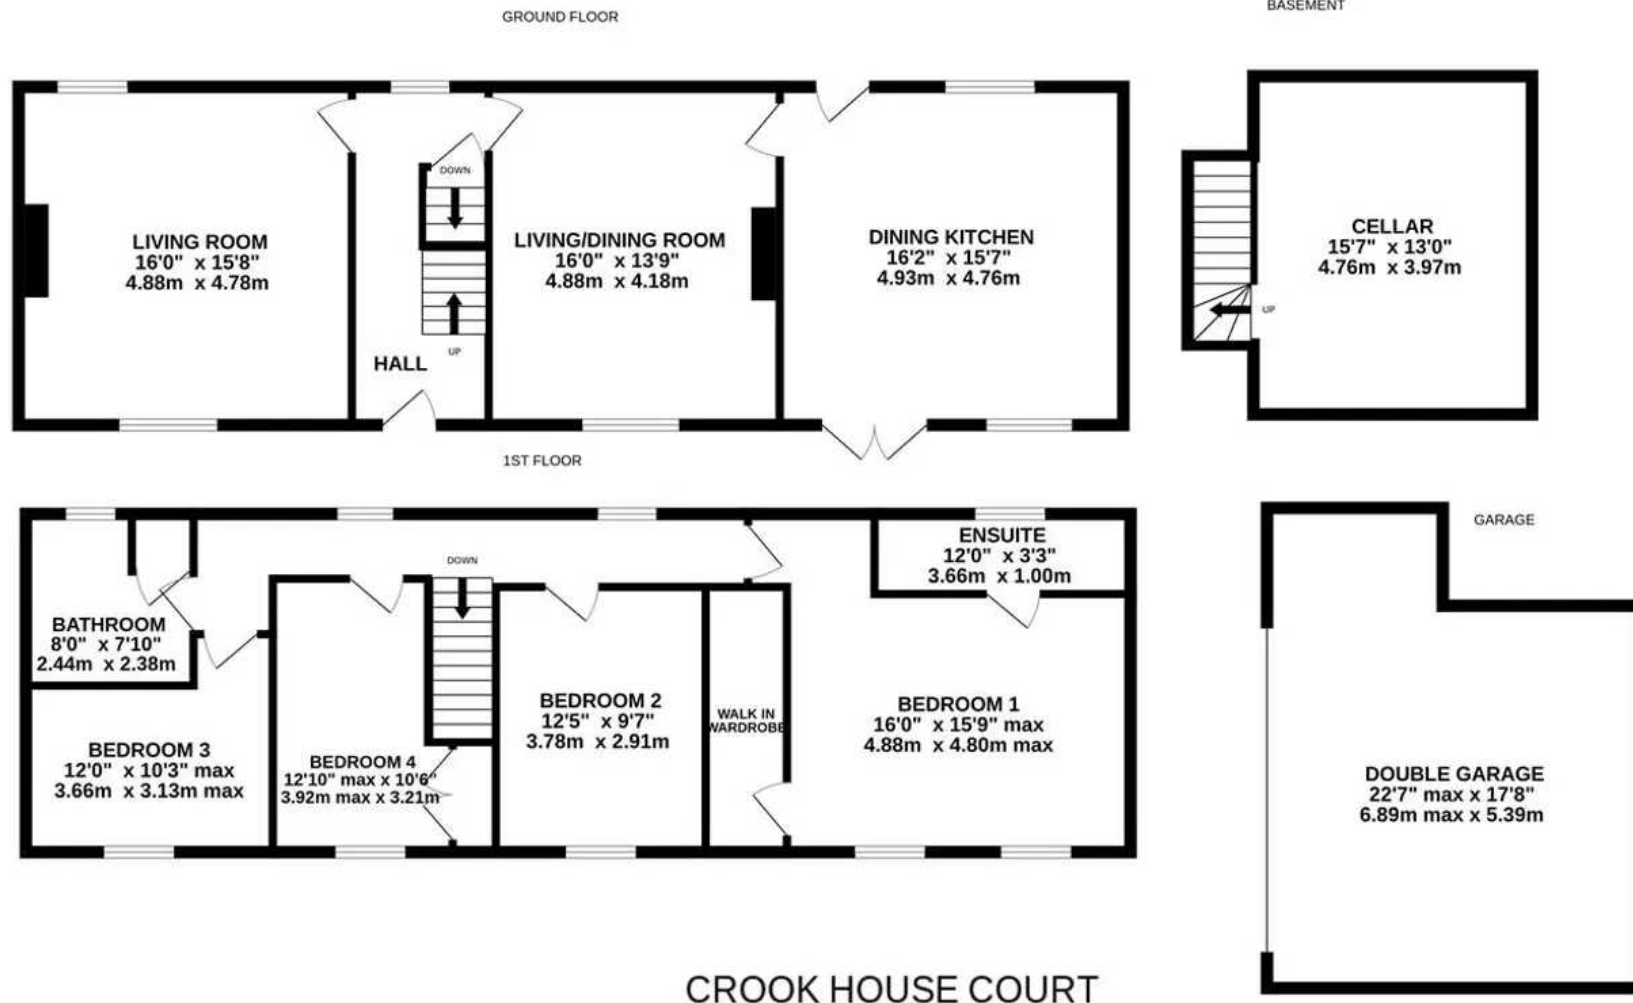 GROUND FLOOR
BASEMENT
LIVING ROOM
16'0" x 15'8"
4.88m x 4.78m
DOWN
UP
HALL
LIVING/DINING ROOM
16'0" x 13'9"
4.88m x 4.18m
DINING KITCHEN
16'2" x 15'7"
4.93m x 4.76m
CELLAR
15'7" x 13'0"
4.76m x 3.97m
UP
1ST FLOOR
GARAGE
BATHROOM
8'0" x 7'10"
2.44m x 2.38m
DOWN
ENSUITE
12'0" x 3'3"
3.66m x 1.00m
BEDROOM 3
12'0" x 10'3" max
3.66m x 3.13m max
BEDROOM 4
12'10" max x 10'6"
3.92m max x 3.21m
BEDROOM 2
12'5" x 9'7"
3.78m x 2.91m
WALK IN
WARDROBE
BEDROOM 1
16'0" x 15'9" max
4.88m x 4.80m max
DOUBLE GARAGE
22'7" max x 17'8"
6.89m max x 5.39m
CROOK HOUSE COURT